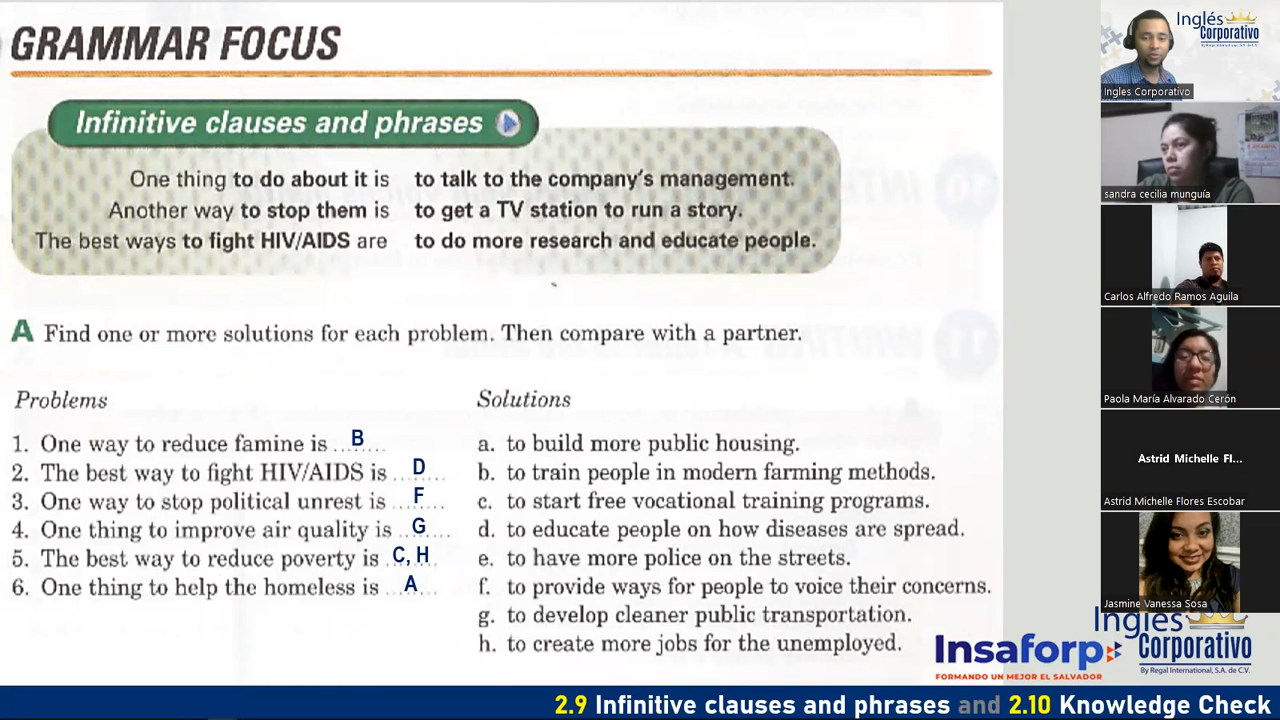 GRAMMAR FOCUS
Infinitive clauses and phrases
One thing to do about it is to talk to the company's management.
Another way to stop them is to get a TV station to run a story.
The best ways to fight HIV/AIDS are to do more research and educate people.
A Find one or more solutions for each problem. Then compare with a partner.
Problems
1. One way to reduce famine is B
2. The best way to fight HIV/AIDS is D
3. One way to stop political unrest is F
4. One thing to improve air quality is G
5. The best way to reduce poverty is C, H
6. One thing to help the homeless is A
Solutions
a. to build more public housing.
b. to train people in modern farming methods.
c. to start free vocational training programs.
d. to educate people on how diseases are spread.
e. to have more police on the streets.
f. to provide ways for people to voice their concerns.
g. to develop cleaner public transportation.
h. to create more jobs for the unemployed.
Inglés
Corporativo
By Regal International, S.A. de C.V.
Ingles Corporativo
sandra cecilia munguía
Carlos Alfredo Ramos Aguila
Paola María Alvarado Cerón
Astrid Michelle Fl...
Astrid Michelle Flores Escobar
Jasmine Vanessa Sosa
Inglés
Corporativo
By Regal International, S.A. de C.V.
Insaforp
FORMANDO UN MEJOR EL SALVADOR
2.9 Infinitive clauses and phrases and 2.10 Knowledge Check